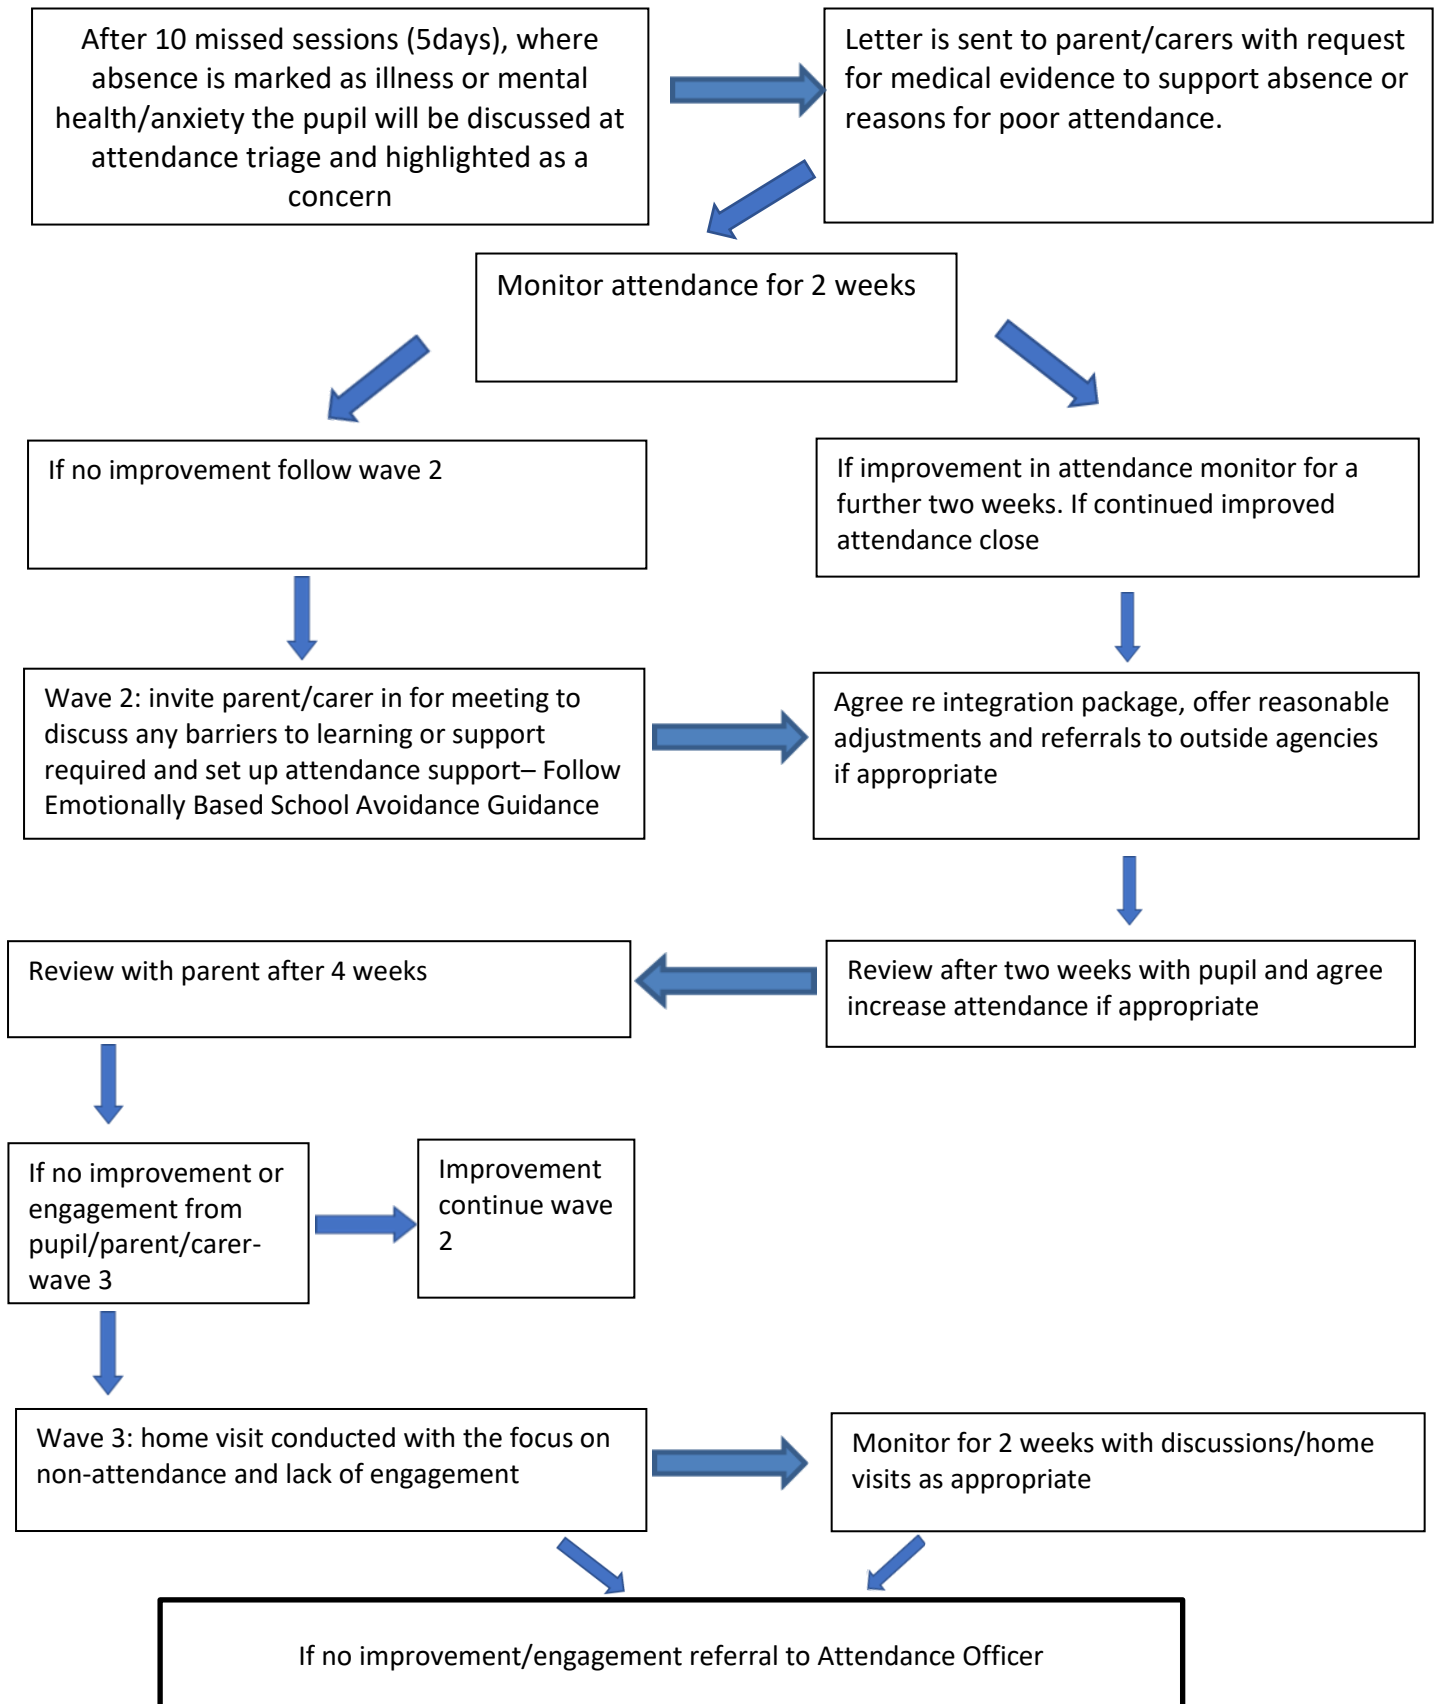 After 10 missed sessions (5days), where
absence is marked as illness or mental
health/anxiety the pupil will be discussed at
attendance triage and highlighted as a
concern
Letter is sent to parent/carers with request
for medical evidence to support absence or
reasons for poor attendance.
Monitor attendance for 2 weeks
If no improvement follow wave 2
If improvement in attendance monitor for a
further two weeks. If continued improved
attendance close
Wave 2: invite parent/carer in for meeting to
discuss any barriers to learning or support
required and set up attendance support– Follow
Emotionally Based School Avoidance Guidance
Agree re integration package, offer reasonable
adjustments and referrals to outside agencies
if appropriate
Review with parent after 4 weeks
Review after two weeks with pupil and agree
increase attendance if appropriate
If no improvement or
engagement from
pupil/parent/carer-
wave 3
Improvement
continue wave
2
Wave 3: home visit conducted with the focus on
non-attendance and lack of engagement
Monitor for 2 weeks with discussions/home
visits as appropriate
If no improvement/engagement referral to Attendance Officer